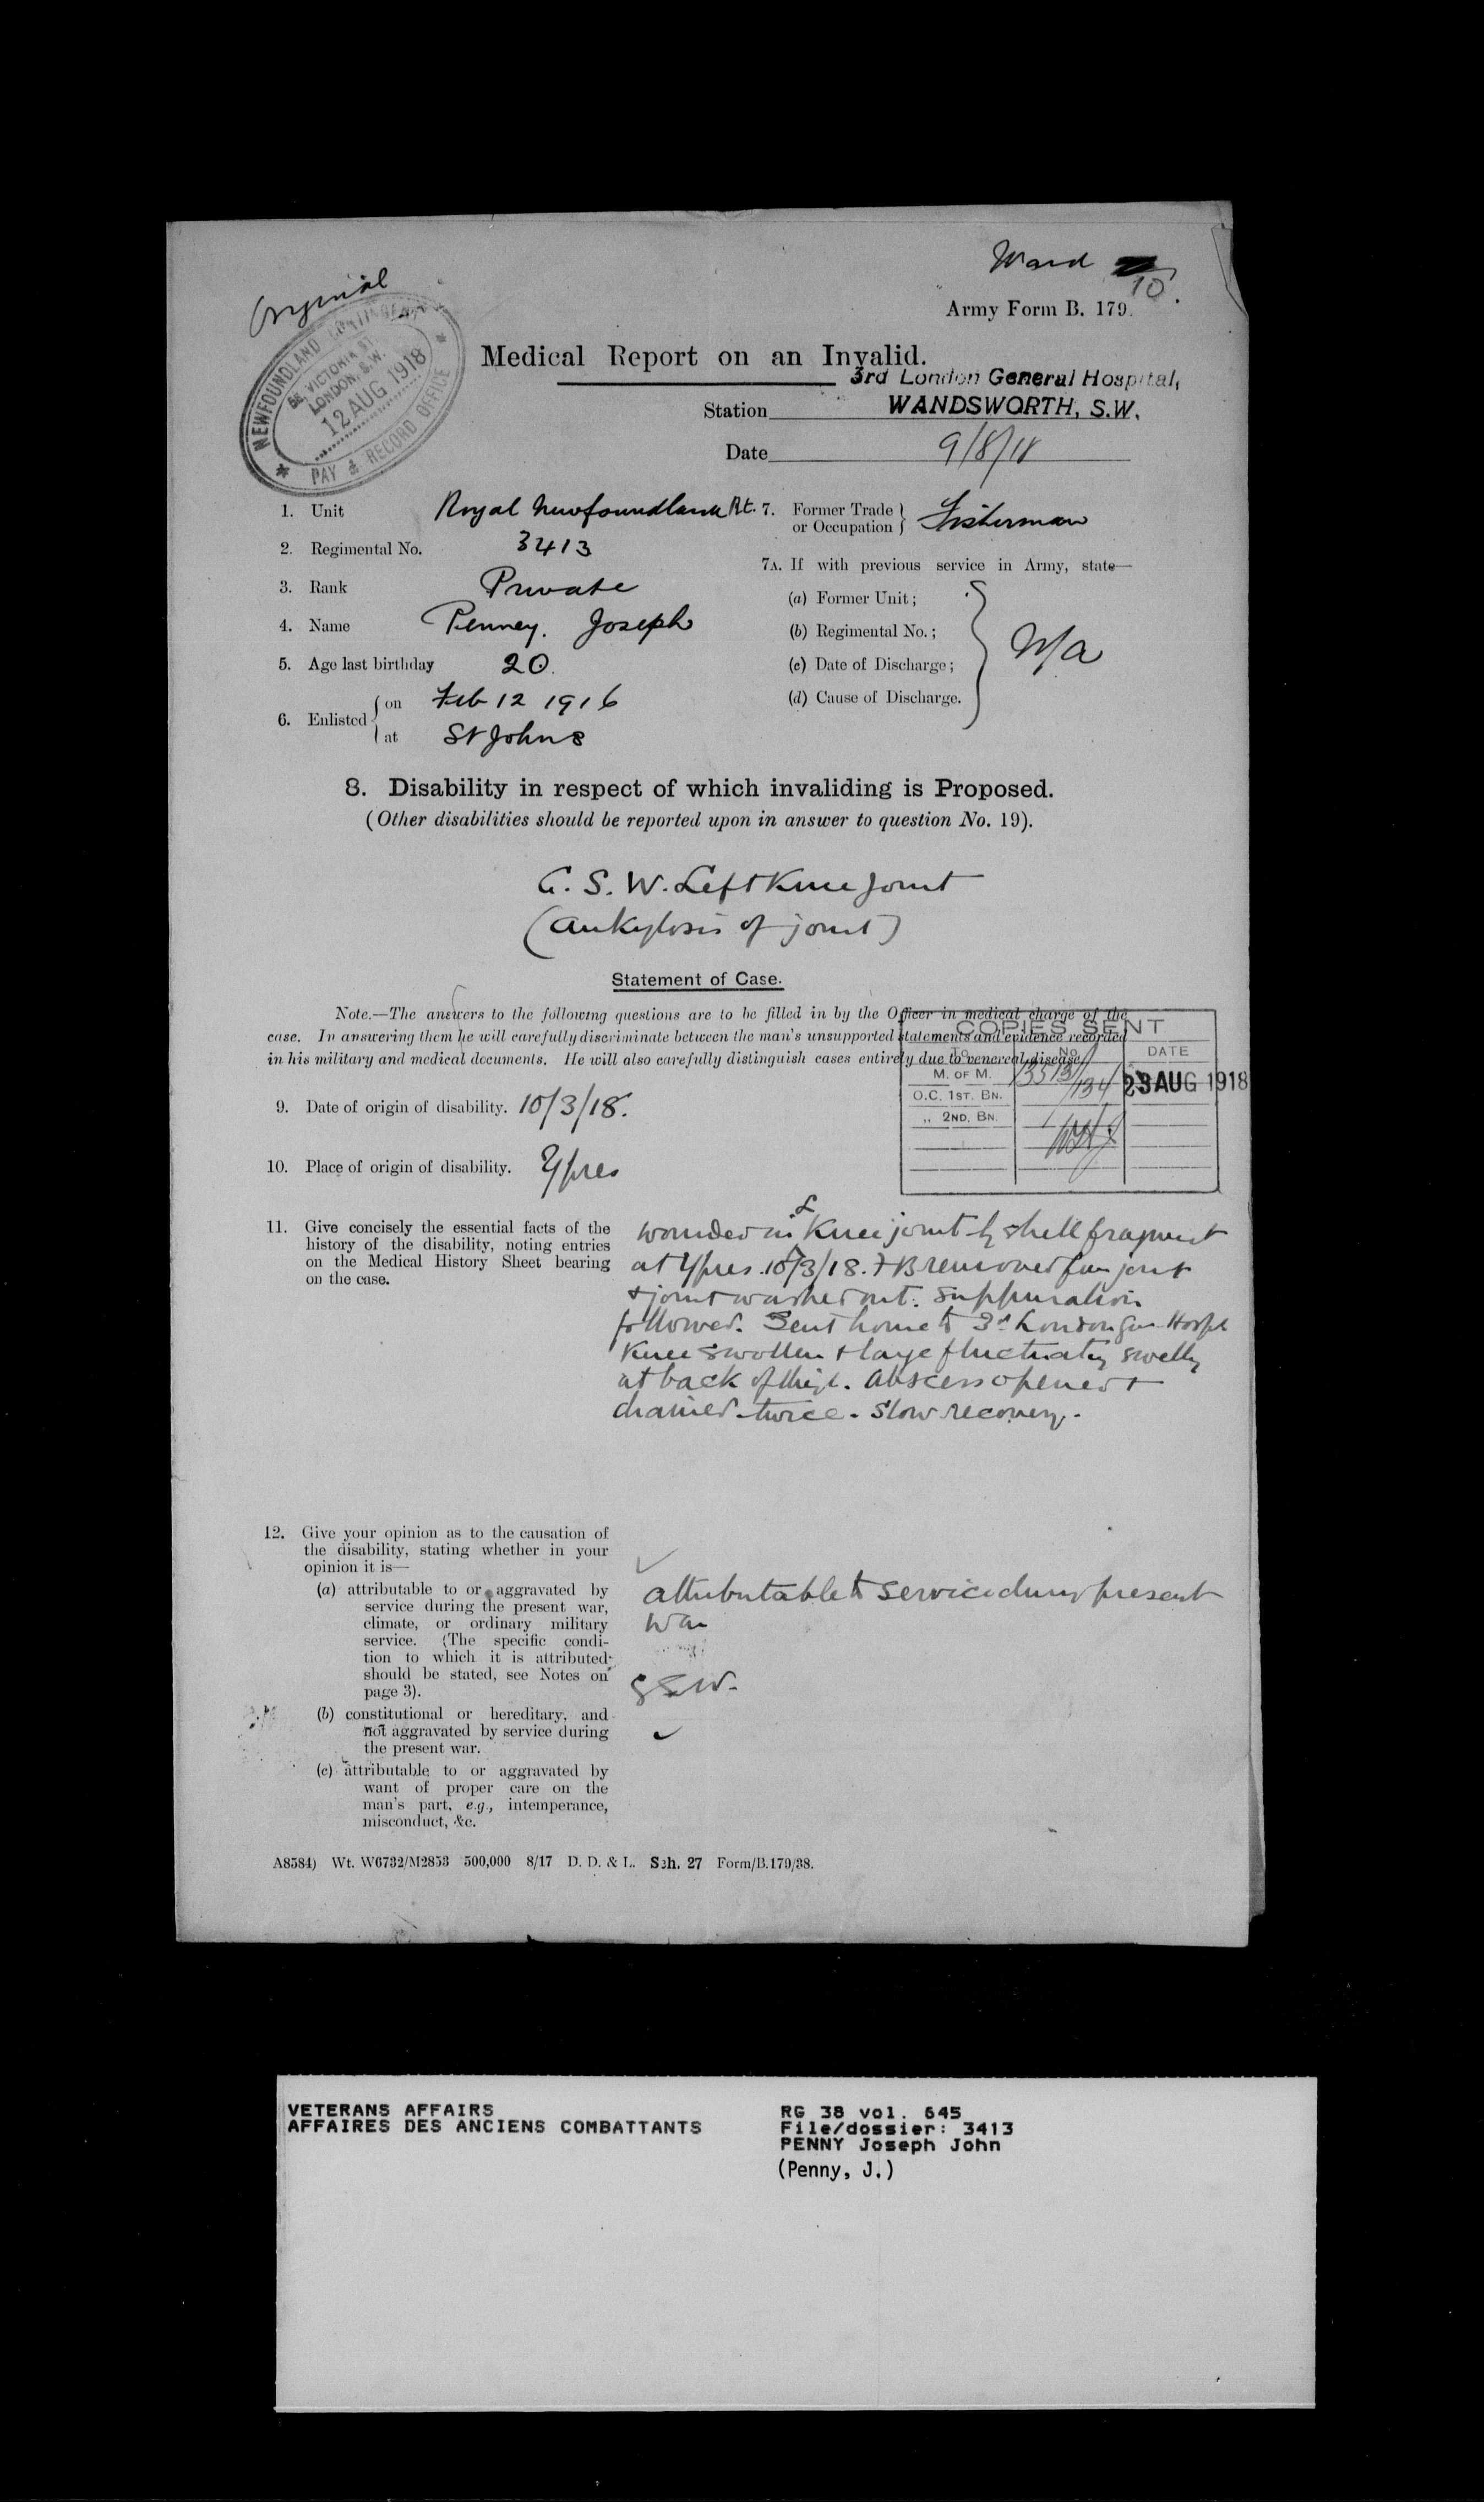 Original
Ward
10.
Army Form B. 179.
NEWFOUNDLAND CONTINGENT
VICTORIA ST.
LONDON, S.W.
12 AUG 1918
PAY & RECORD OFFICE
Medical Report on an Invalid.
3rd London General Hospital,
Station WANDSWORTH, S.W.
Date 9/8/18
1. Unit Royal Newfoundland Rt.
2. Regimental No. 3413
3. Rank Private
4. Name Penney. Joseph
5. Age last birthday 20.
6. Enlisted { on Feb 12 1916
at St Johns
7. Former Trade or Occupation } Fisherman
7A. If with previous service in Army, state—
(a) Former Unit;
(b) Regimental No.;
(c) Date of Discharge;
(d) Cause of Discharge.
N/a
8. Disability in respect of which invaliding is Proposed.
(Other disabilities should be reported upon in answer to question No. 19).
G. S. W. Left Knee Joint
(Ankylosis of joint)
Statement of Case.
Note.—The answers to the following questions are to be filled in by the Officer in medical charge of the
case. In answering them he will carefully discriminate between the man's unsupported statements and evidence recorded
in his military and medical documents. He will also carefully distinguish cases entirely due to venereal disease.
COPIES SENT
TO No. DATE
M. OF M. 23 AUG 1918
O.C. 1ST. BN.
„ 2ND. BN.
9. Date of origin of disability. 10/3/18.
10. Place of origin of disability. Ypres
11. Give concisely the essential facts of the
history of the disability, noting entries
on the Medical History Sheet bearing
on the case.
wounded in L Knee joint by shell fragment
at Ypres 10/3/18. FB removed from joint
& joint washed out. Suppuration
followed. Sent home to 3rd London Gen Hospl
Knee swollen & large fluctuating swelling
at back of thigh. Abscess opened &
drained twice. Slow recovery.
12. Give your opinion as to the causation of
the disability, stating whether in your
opinion it is—
(a) attributable to or aggravated by
service during the present war,
climate, or ordinary military
service. (The specific condi-
tion to which it is attributed
should be stated, see Notes on
page 3).
attributable to service during present
war
GSW.
(b) constitutional or hereditary, and
not aggravated by service during
the present war.
(c) attributable to or aggravated by
want of proper care on the
man's part, e.g., intemperance,
misconduct, &c.
A8584) Wt. W6732/M2853 500,000 8/17 D. D. & L. Sch. 27 Form/B.179/38.
VETERANS AFFAIRS
AFFAIRES DES ANCIENS COMBATTANTS
RG 38 vol. 645
File/dossier: 3413
PENNY Joseph John
(Penny, J.)